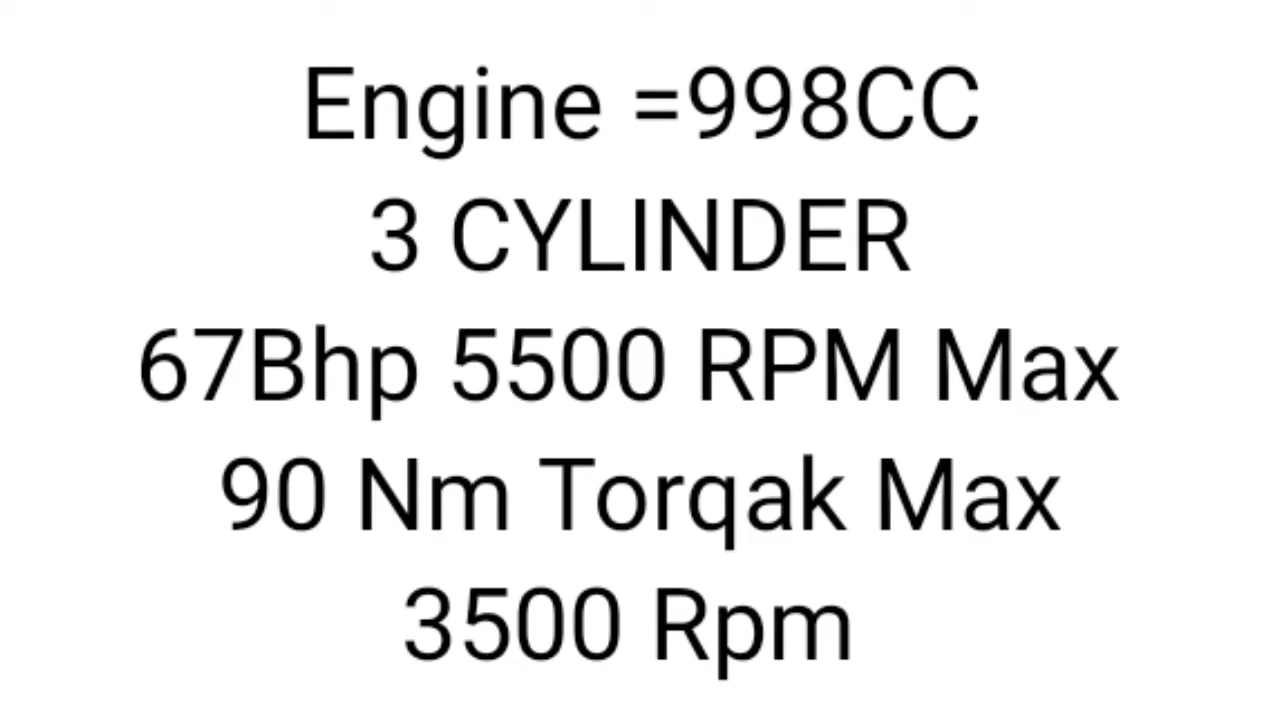 Engine =998CC
3 CYLINDER
67Bhp 5500 RPM Max
90 Nm Torqak Max
3500 Rpm